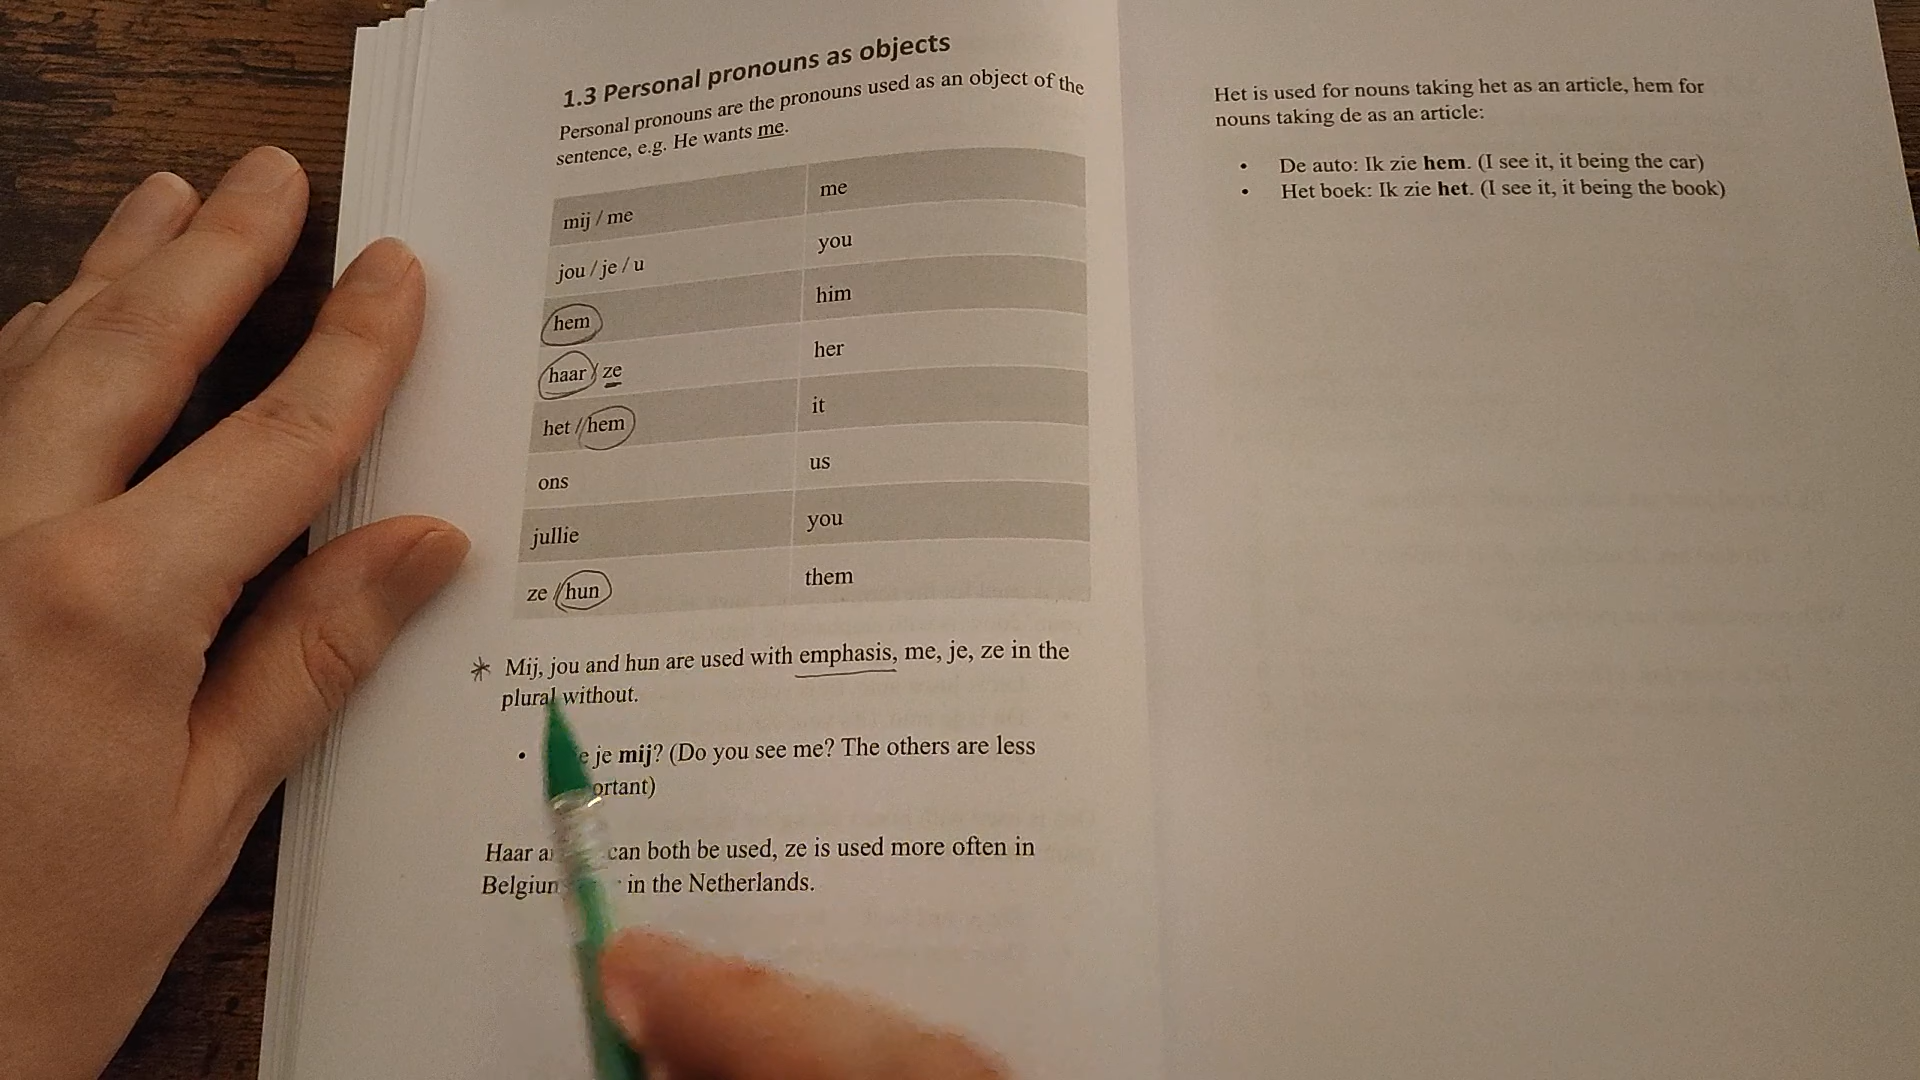 1.3 Personal pronouns as objects
Personal pronouns are the pronouns used as an object of the
sentence, e.g. He wants me.
mij / me me
jou / je / u you
hem him
haar / ze her
het / hem it
ons us
jullie you
ze / hun them
* Mij, jou and hun are used with emphasis, me, je, ze in the
plural without.
• je mij? (Do you see me? The others are less
Haar can both be used, ze is used more often in
in the Netherlands.
Het is used for nouns taking het as an article, hem for
nouns taking de as an article:
• De auto: Ik zie hem. (I see it, it being the car)
• Het boek: Ik zie het. (I see it, it being the book)